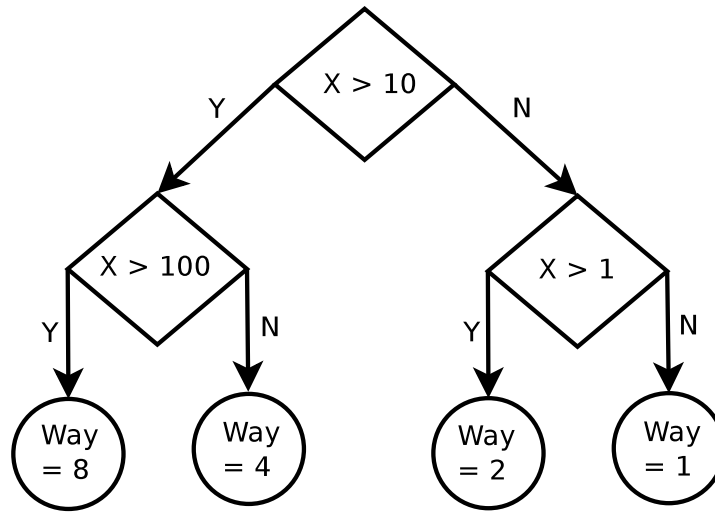 X > 10
Y
N
X > 100
X > 1
Y
N
Y
N
Way
= 8
Way
= 4
Way
= 2
Way
= 1